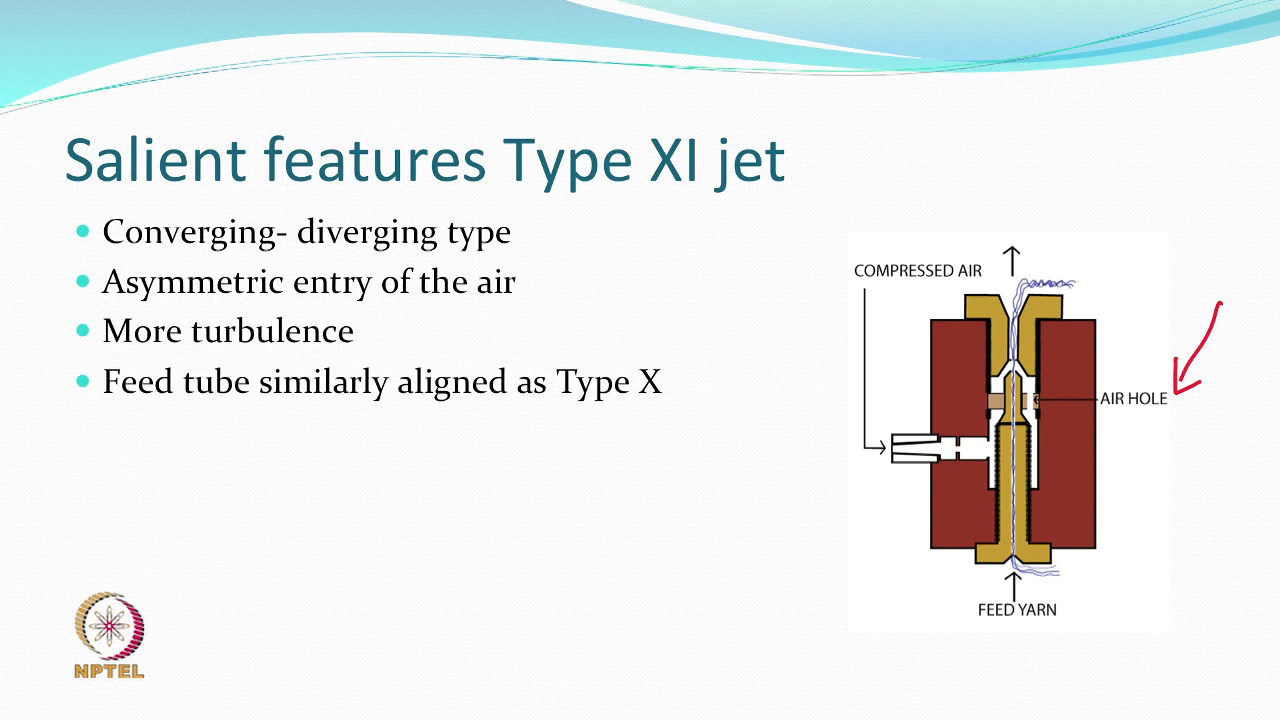 Salient features Type XI jet
Converging- diverging type
Asymmetric entry of the air
More turbulence
Feed tube similarly aligned as Type X
COMPRESSED AIR
AIR HOLE
FEED YARN
NPTEL